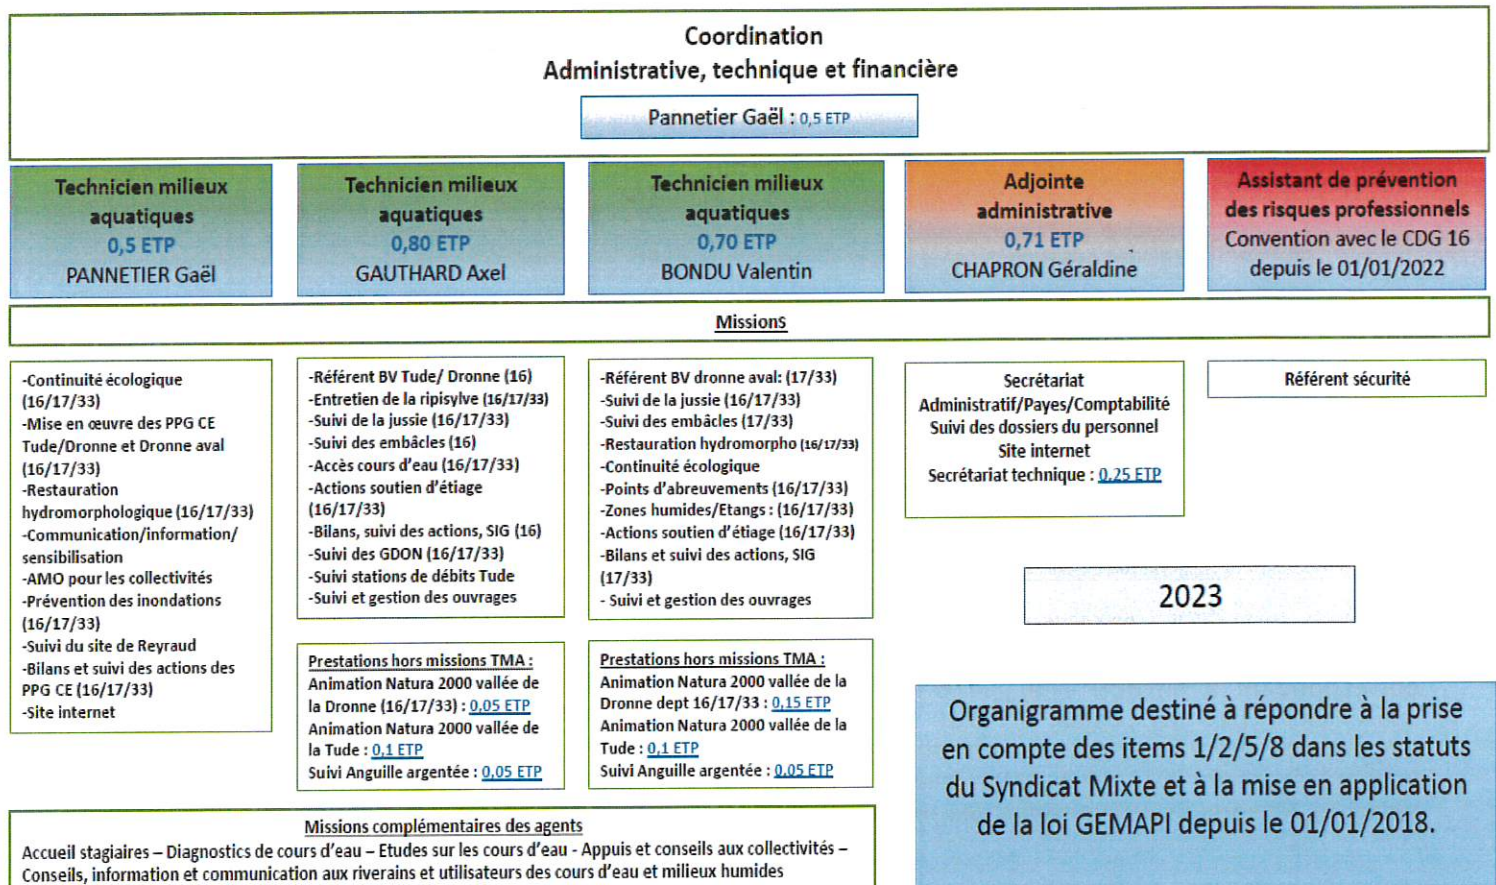 Coordination
Administrative, technique et financière
Pannetier Gaël : 0,5 ETP
Technicien milieux
aquatiques
0,5 ETP
PANNETIER Gaël
Technicien milieux
aquatiques
0,80 ETP
GAUTHARD Axel
Technicien milieux
aquatiques
0,70 ETP
BONDU Valentin
Adjointe
administrative
0,71 ETP
CHAPRON Géraldine
Assistant de prévention
des risques professionnels
Convention avec le CDG 16
depuis le 01/01/2022
Missions
-Continuité écologique
(16/17/33)
-Mise en œuvre des PPG CE
Tude/Dronne et Dronne aval
(16/17/33)
-Restauration
hydromorphologique (16/17/33)
-Communication/information/
sensibilisation
-AMO pour les collectivités
-Prévention des inondations
(16/17/33)
-Suivi du site de Reyraud
-Bilans et suivi des actions des
PPG CE (16/17/33)
-Site internet
-Référent BV Tude/ Dronne (16)
-Entretien de la ripisylve (16/17/33)
-Suivi de la jussie (16/17/33)
-Suivi des embâcles (16)
-Accès cours d'eau (16/17/33)
-Actions soutien d'étiage
(16/17/33)
-Bilans, suivi des actions, SIG (16)
-Suivi des GDON (16/17/33)
-Suivi stations de débits Tude
-Suivi et gestion des ouvrages
Prestations hors missions TMA :
Animation Natura 2000 vallée de
la Dronne (16/17/33) : 0,05 ETP
Animation Natura 2000 vallée de
la Tude : 0,1 ETP
Suivi Anguille argentée : 0,05 ETP
-Référent BV dronne aval: (17/33)
-Suivi de la jussie (16/17/33)
-Suivi des embâcles (17/33)
-Restauration hydromorpho (16/17/33)
-Continuité écologique
-Points d'abreuvements (16/17/33)
-Zones humides/Etangs : (16/17/33)
-Actions soutien d'étiage (16/17/33)
-Bilans et suivi des actions, SIG
(17/33)
- Suivi et gestion des ouvrages
Prestations hors missions TMA :
Animation Natura 2000 vallée de la
Dronne dept 16/17/33 : 0,15 ETP
Animation Natura 2000 vallée de la
Tude : 0,1 ETP
Suivi Anguille argentée : 0,05 ETP
Secrétariat
Administratif/Payes/Comptabilité
Suivi des dossiers du personnel
Site internet
Secrétariat technique : 0,25 ETP
Référent sécurité
2023
Organigramme destiné à répondre à la prise
en compte des items 1/2/5/8 dans les statuts
du Syndicat Mixte et à la mise en application
de la loi GEMAPI depuis le 01/01/2018.
Missions complémentaires des agents
Accueil stagiaires – Diagnostics de cours d'eau – Etudes sur les cours d'eau - Appuis et conseils aux collectivités –
Conseils, information et communication aux riverains et utilisateurs des cours d'eau et milieux humides